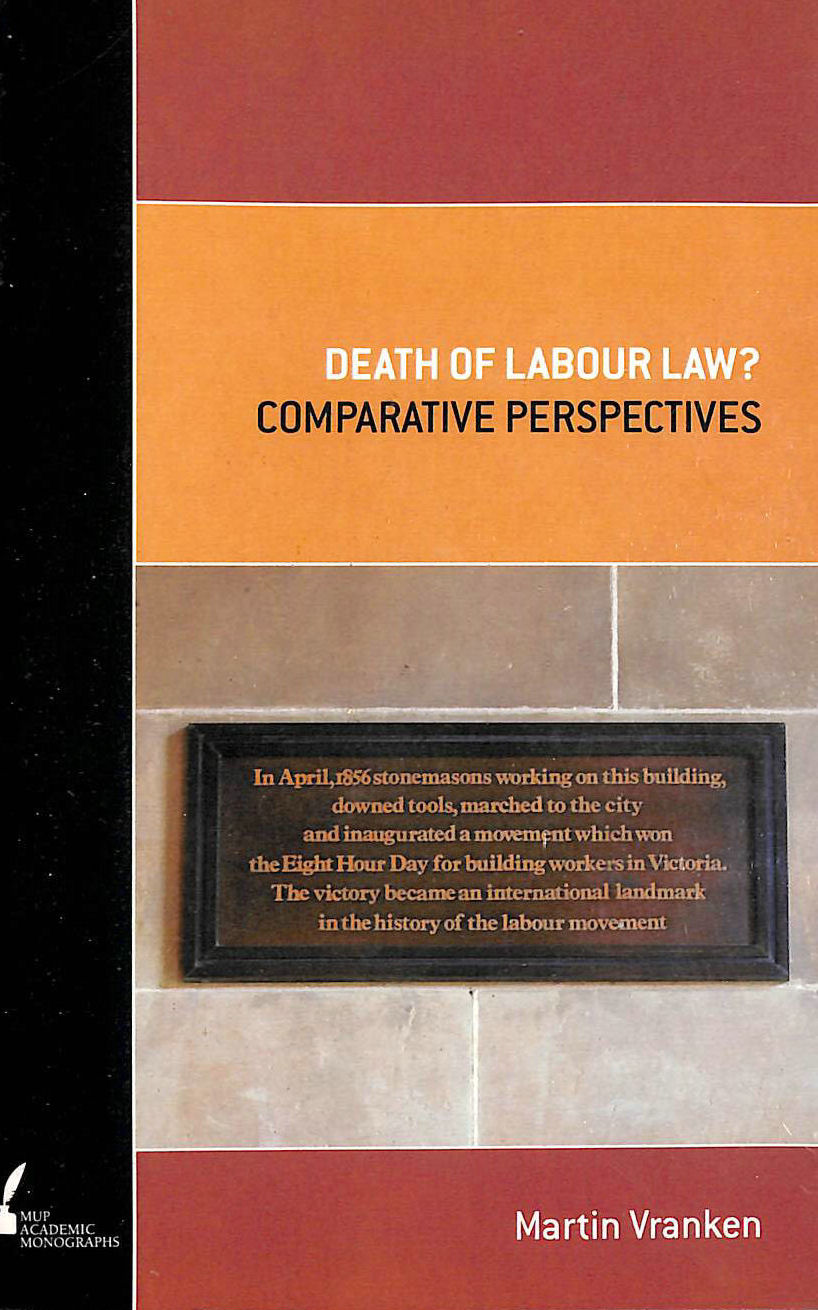 DEATH OF LABOUR LAW?
COMPARATIVE PERSPECTIVES
In April, 1856 stonemasons working on this building,
downed tools, marched to the city
and inaugurated a movement which won
the Eight Hour Day for building workers in Victoria.
The victory became an international landmark
in the history of the labour movement
MUP
ACADEMIC
MONOGRAPHS
Martin Vranken